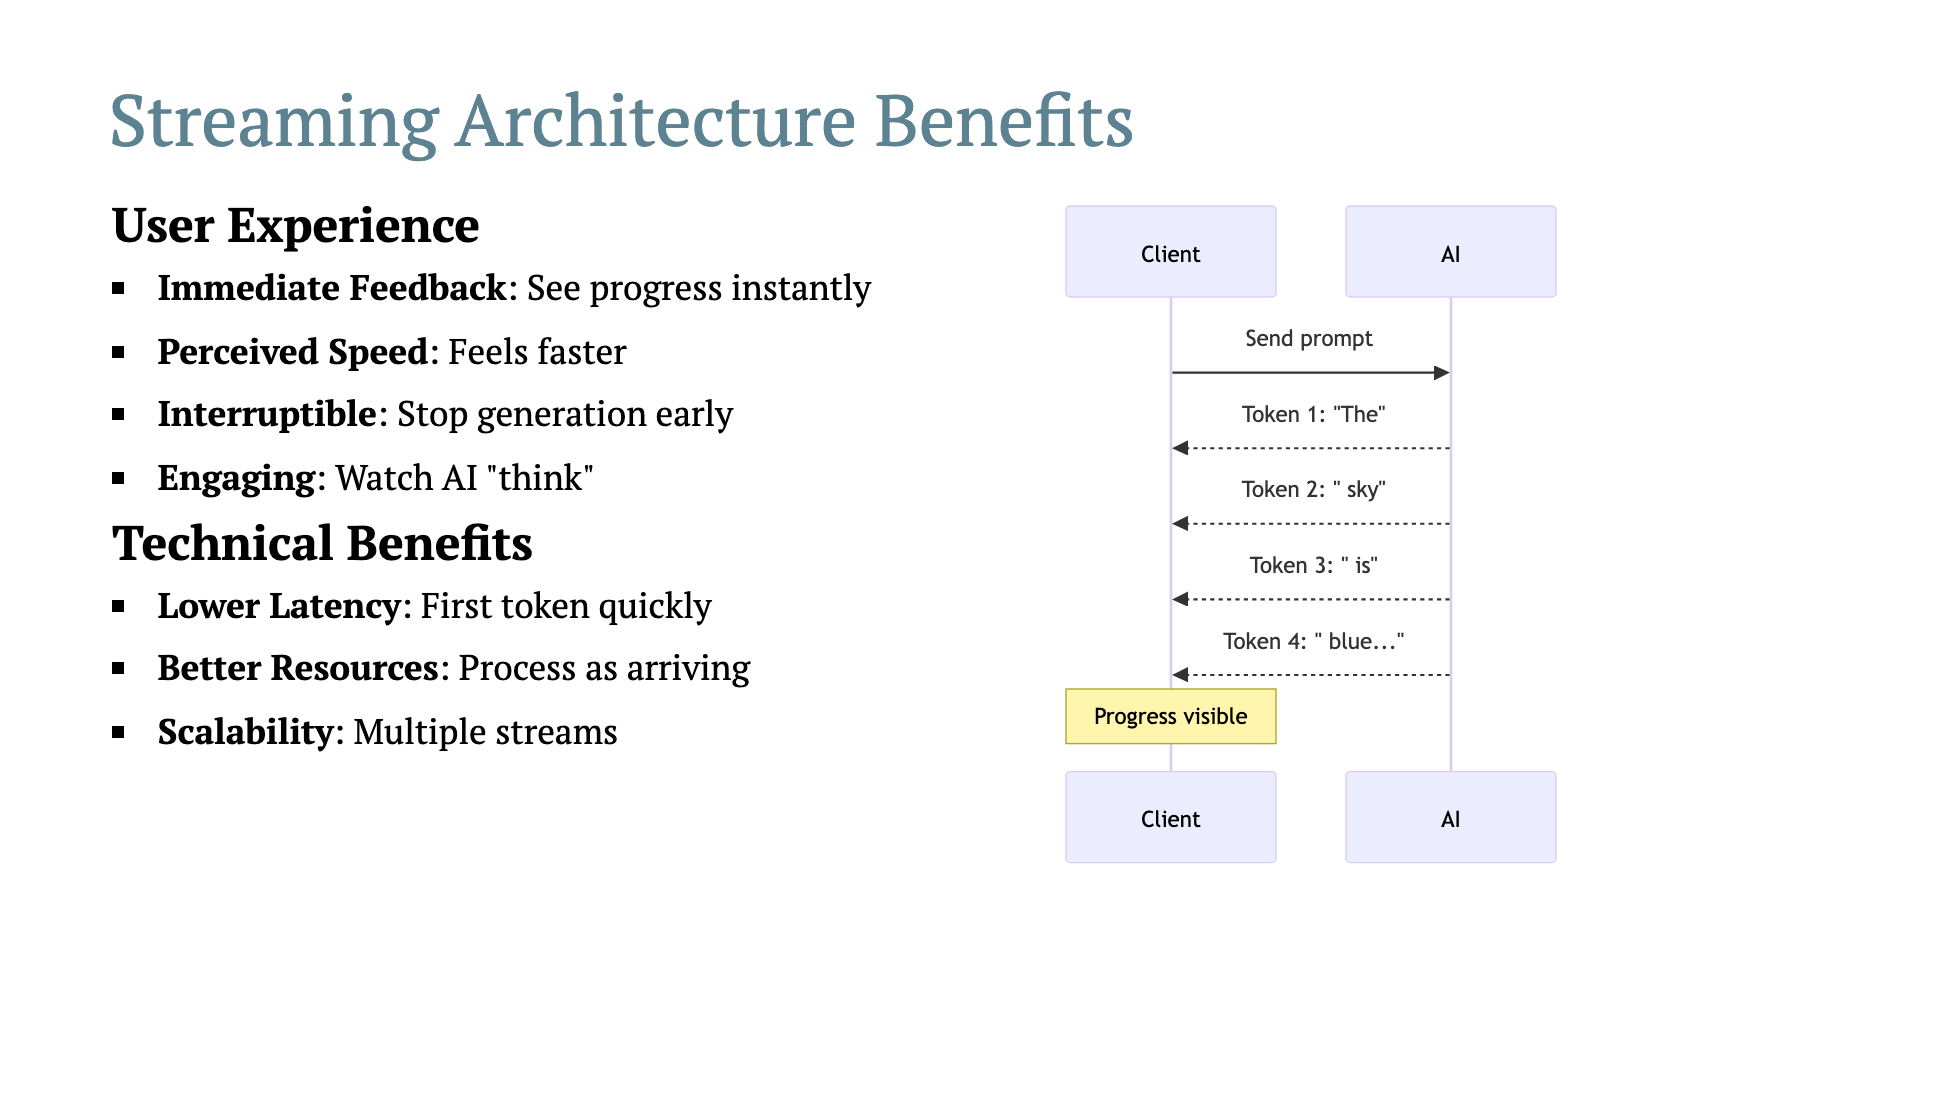 Streaming Architecture Benefits
User Experience
▪ Immediate Feedback: See progress instantly
▪ Perceived Speed: Feels faster
▪ Interruptible: Stop generation early
▪ Engaging: Watch AI "think"
Technical Benefits
▪ Lower Latency: First token quickly
▪ Better Resources: Process as arriving
▪ Scalability: Multiple streams
Client
AI
Send prompt
Token 1: "The"
Token 2: " sky"
Token 3: " is"
Token 4: " blue..."
Progress visible
Client
AI